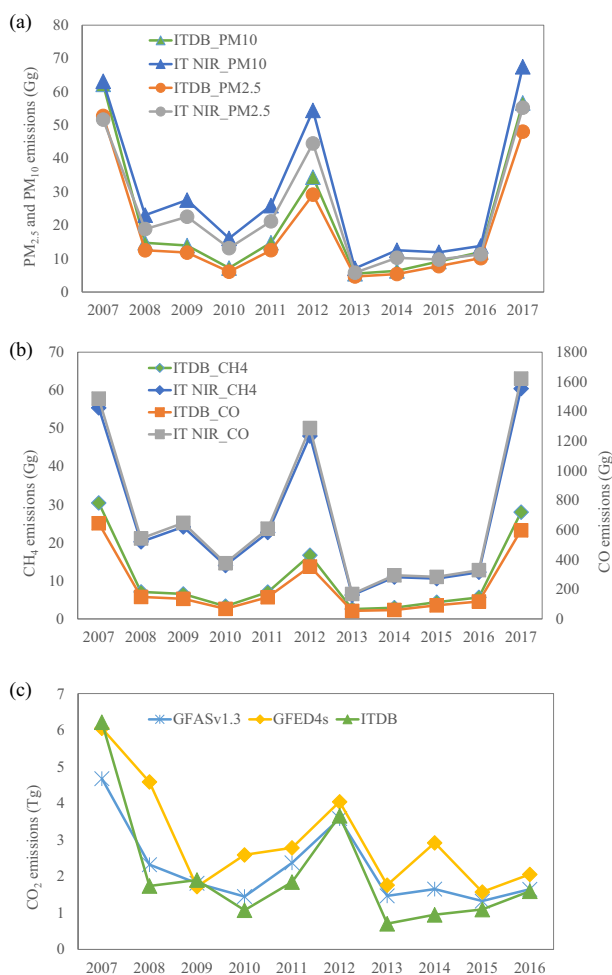 (a)
80
70
60
50
40
30
20
10
0
PM2.5 and PM10 emissions (Gg)
ITDB_PM10
IT NIR_PM10
ITDB_PM2.5
IT NIR_PM2.5
2007 2008 2009 2010 2011 2012 2013 2014 2015 2016 2017
(b)
70
60
50
40
30
20
10
0
CH4 emissions (Gg)
ITDB_CH4
IT NIR_CH4
ITDB_CO
IT NIR_CO
1800
1600
1400
1200
1000
800
600
400
200
0
CO emissions (Gg)
2007 2008 2009 2010 2011 2012 2013 2014 2015 2016 2017
(c)
7
6
5
4
3
2
1
0
CO2 emissions (Tg)
GFASv1.3 GFED4s ITDB
2007 2008 2009 2010 2011 2012 2013 2014 2015 2016